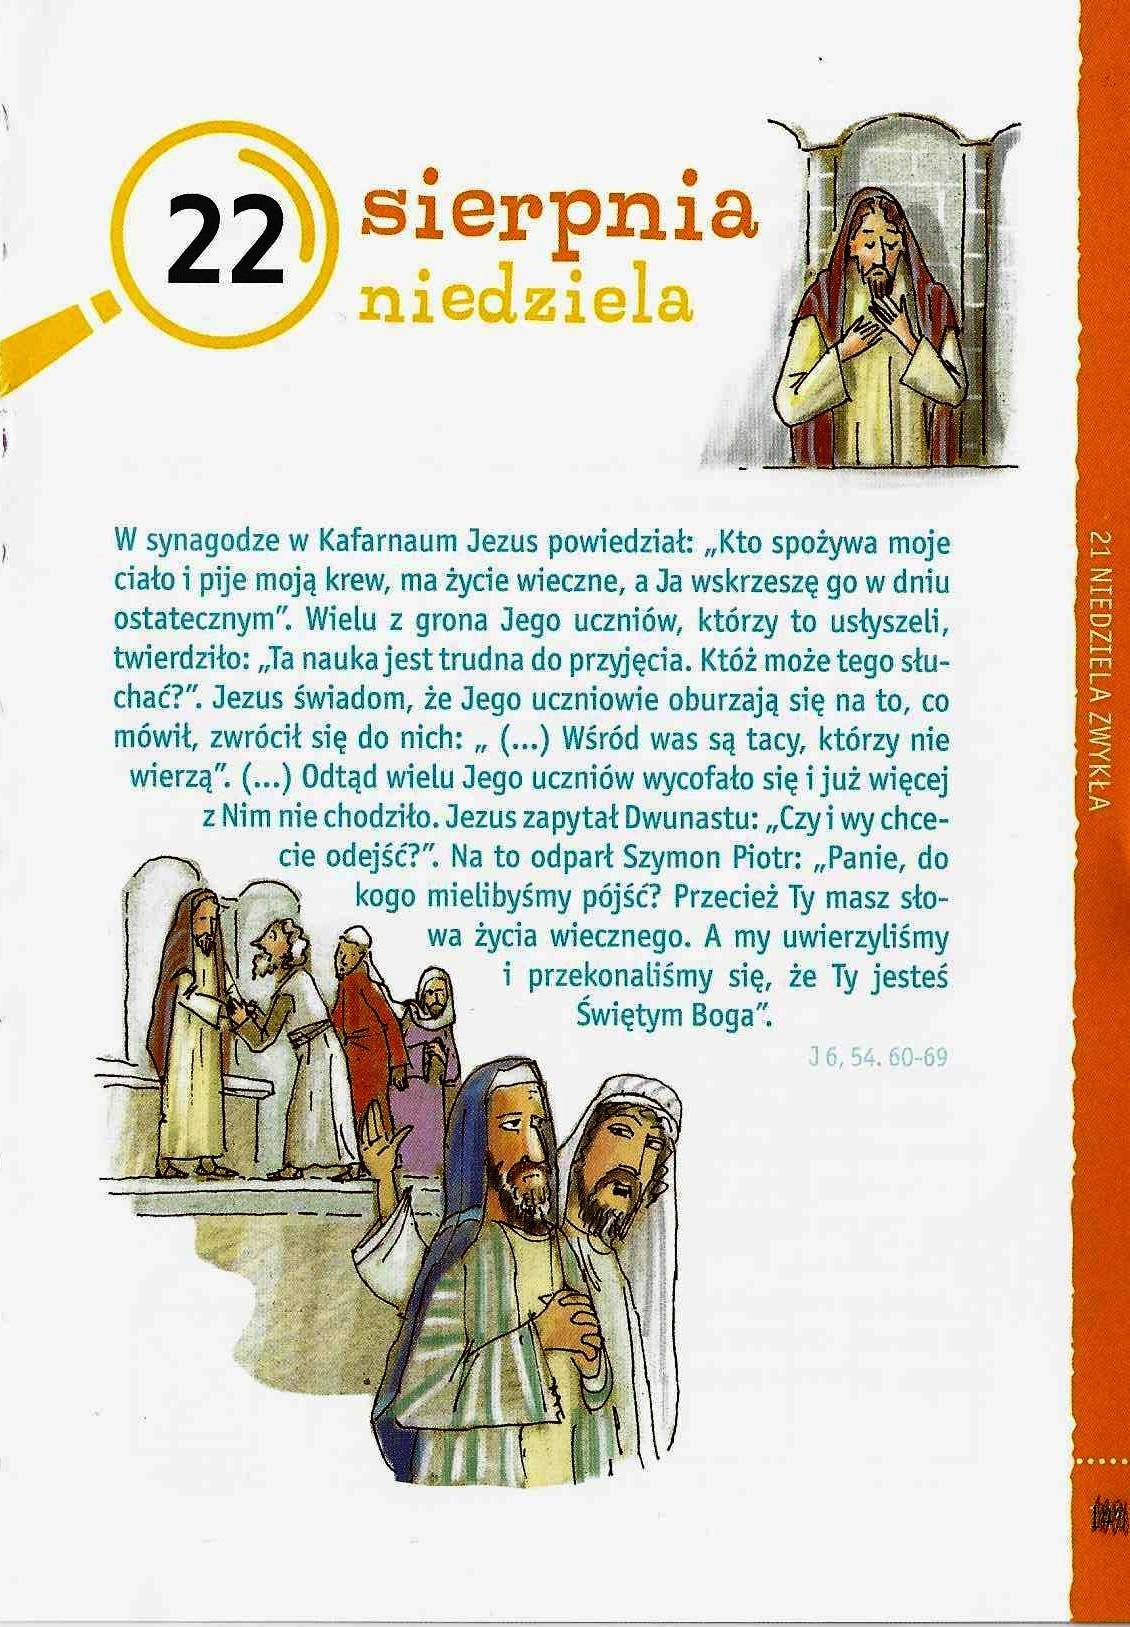 22
sierpnia
niedziela
W synagodze w Kafarnaum Jezus powiedział: „Kto spożywa moje
ciało i pije moją krew, ma życie wieczne, a Ja wskrzeszę go w dniu
ostatecznym”. Wielu z grona Jego uczniów, którzy to usłyszeli,
twierdziło: „Ta nauka jest trudna do przyjęcia. Któż może tego słu-
chać?”. Jezus świadom, że Jego uczniowie oburzają się na to, co
mówił, zwrócił się do nich: „ (...) Wśród was są tacy, którzy nie
wierzą”. (...) Odtąd wielu Jego uczniów wycofało się i już więcej
z Nim nie chodziło. Jezus zapytał Dwunastu: „Czy i wy chce-
cie odejść?”. Na to odparł Szymon Piotr: „Panie, do
kogo mielibyśmy pójść? Przecież Ty masz sło-
wa życia wiecznego. A my uwierzyliśmy
i przekonaliśmy się, że Ty jesteś
Świętym Boga”.
J 6, 54. 60-69
21 NIEDZIELA ZWYKŁA